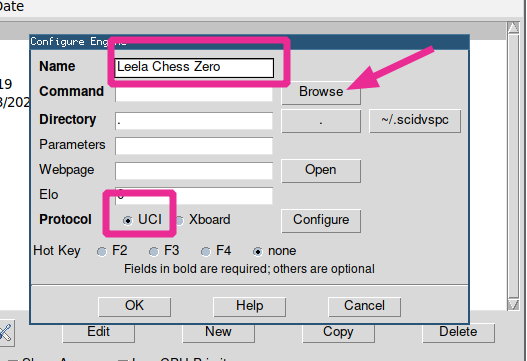 Date
Configure Engine
Name Leela Chess Zero
19
Command Browse
3/202
Directory . . ~/.scidvspc
Parameters
Webpage Open
Elo 0
Protocol UCI Xboard Configure
Hot Key F2 F3 F4 none
Fields in bold are required; others are optional
OK Help Cancel
Edit New Copy Delete